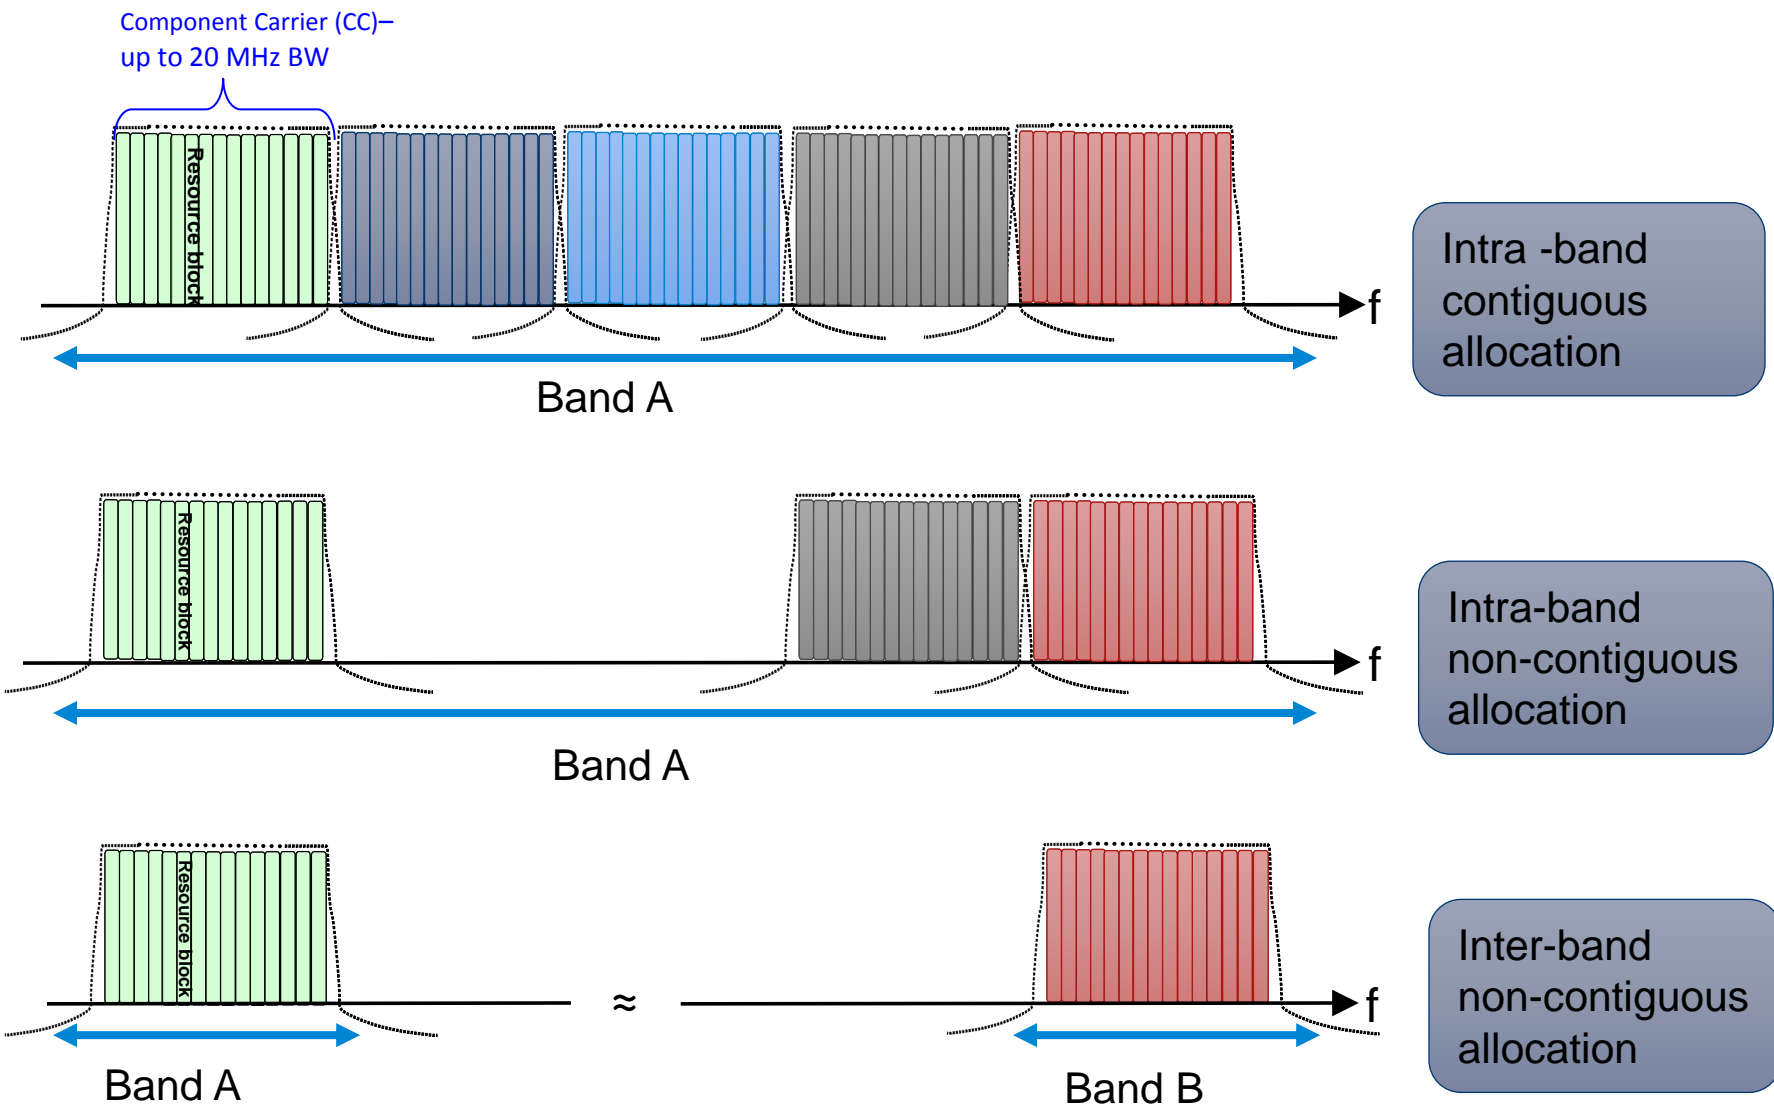 Component Carrier (CC)–
up to 20 MHz BW
Resource block
f
Band A
Intra -band
contiguous
allocation
Resource block
f
Band A
Intra-band
non-contiguous
allocation
Resource block
≈
f
Band A
Band B
Inter-band
non-contiguous
allocation